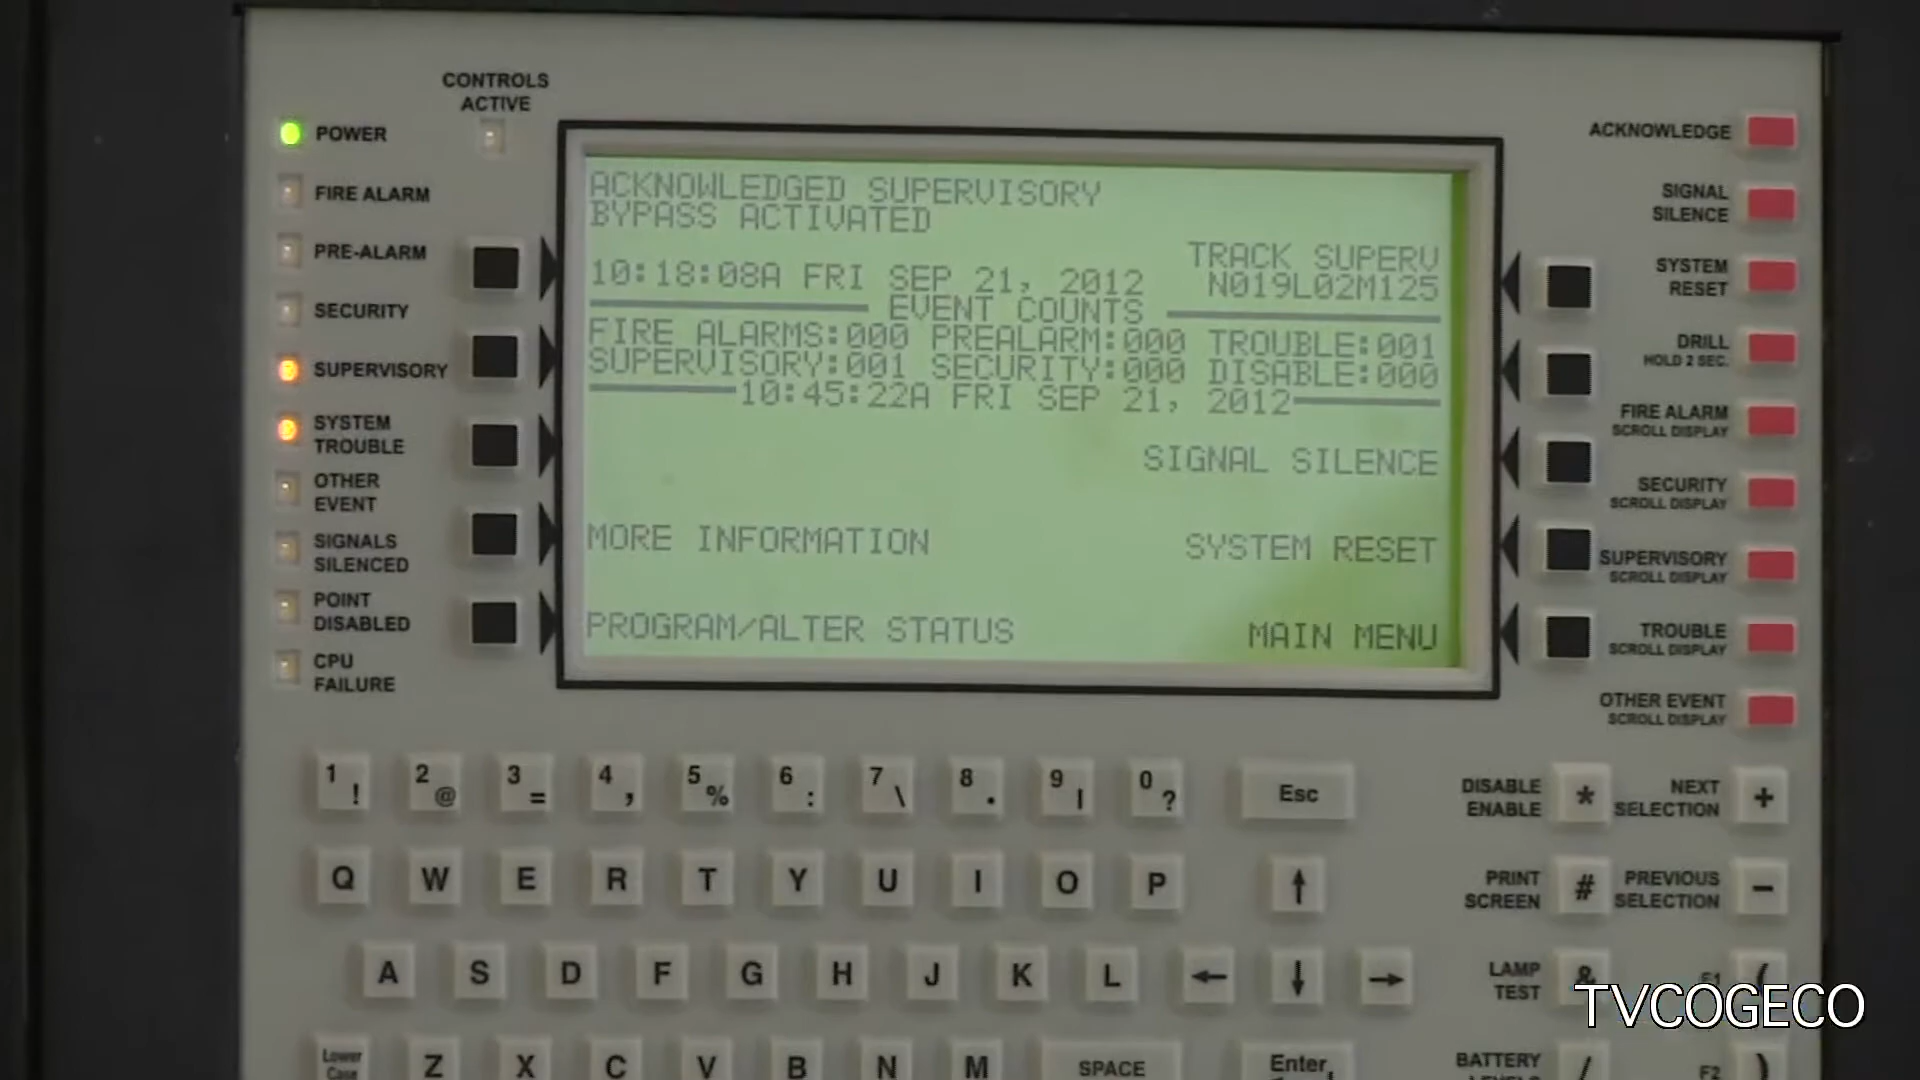 CONTROLS
ACTIVE
POWER
FIRE ALARM
PRE-ALARM
SECURITY
SUPERVISORY
SYSTEM
TROUBLE
OTHER
EVENT
SIGNALS
SILENCED
POINT
DISABLED
CPU
FAILURE
ACKNOWLEDGED SUPERVISORY
BYPASS ACTIVATED
TRACK SUPERV
10:18:08A FRI SEP 21, 2012 N019L02M125
EVENT COUNTS
FIRE ALARMS:000 PREALARM:000 TROUBLE:001
SUPERVISORY:001 SECURITY:000 DISABLE:000
10:45:22A FRI SEP 21, 2012
SIGNAL SILENCE
MORE INFORMATION SYSTEM RESET
PROGRAM/ALTER STATUS MAIN MENU
ACKNOWLEDGE
SIGNAL
SILENCE
SYSTEM
RESET
DRILL
HOLD 2 SEC.
FIRE ALARM
SCROLL DISPLAY
SECURITY
SCROLL DISPLAY
SUPERVISORY
SCROLL DISPLAY
TROUBLE
SCROLL DISPLAY
OTHER EVENT
SCROLL DISPLAY
1 ! 2 @ 3 = 4 , 5 % 6 : 7 \ 8 . 9 | 0 ? Esc
DISABLE
ENABLE
*
NEXT
SELECTION
+
Q W E R T Y U I O P ↑
PRINT
SCREEN
#
PREVIOUS
SELECTION
−
A S D F G H J K L ← ↓ →
LAMP
TEST
&
F1 (
TVCOGECO
Lower
Case
Z X C V B N M SPACE Enter
BATTERY
LEVELS
/
F2 )